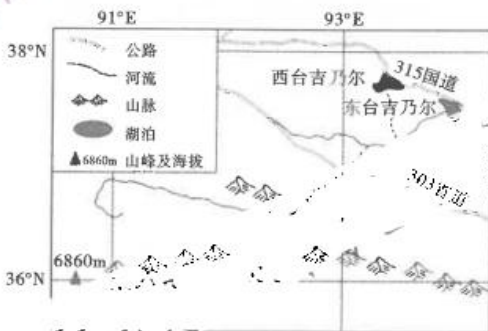 91°E 93°E
38°N
公路
河流
山脉
湖泊
6860m 山峰及海拔
西台吉乃尔
315国道
东台吉乃尔
303省道
6860m
36°N